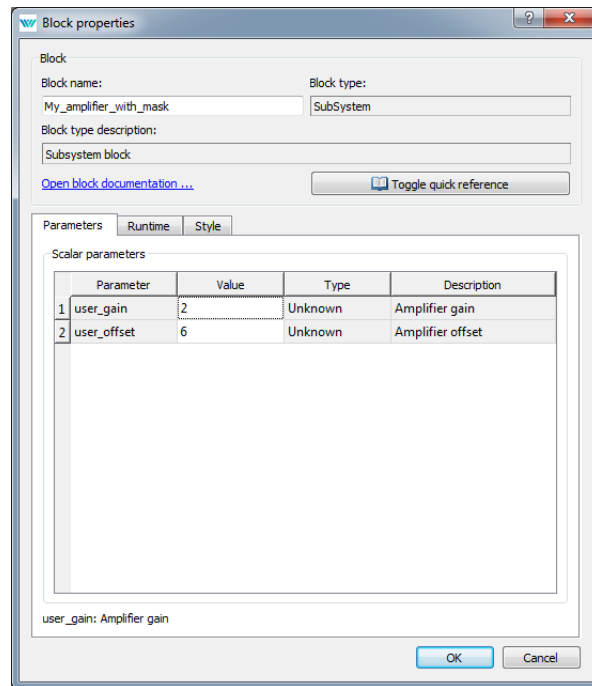 Block properties
Block
Block name:
Block type:
My_amplifier_with_mask
SubSystem
Block type description:
Subsystem block
Open block documentation ...
Toggle quick reference
Parameters Runtime Style
Scalar parameters
Parameter Value Type Description
1 user_gain 2 Unknown Amplifier gain
2 user_offset 6 Unknown Amplifier offset
user_gain: Amplifier gain
OK Cancel